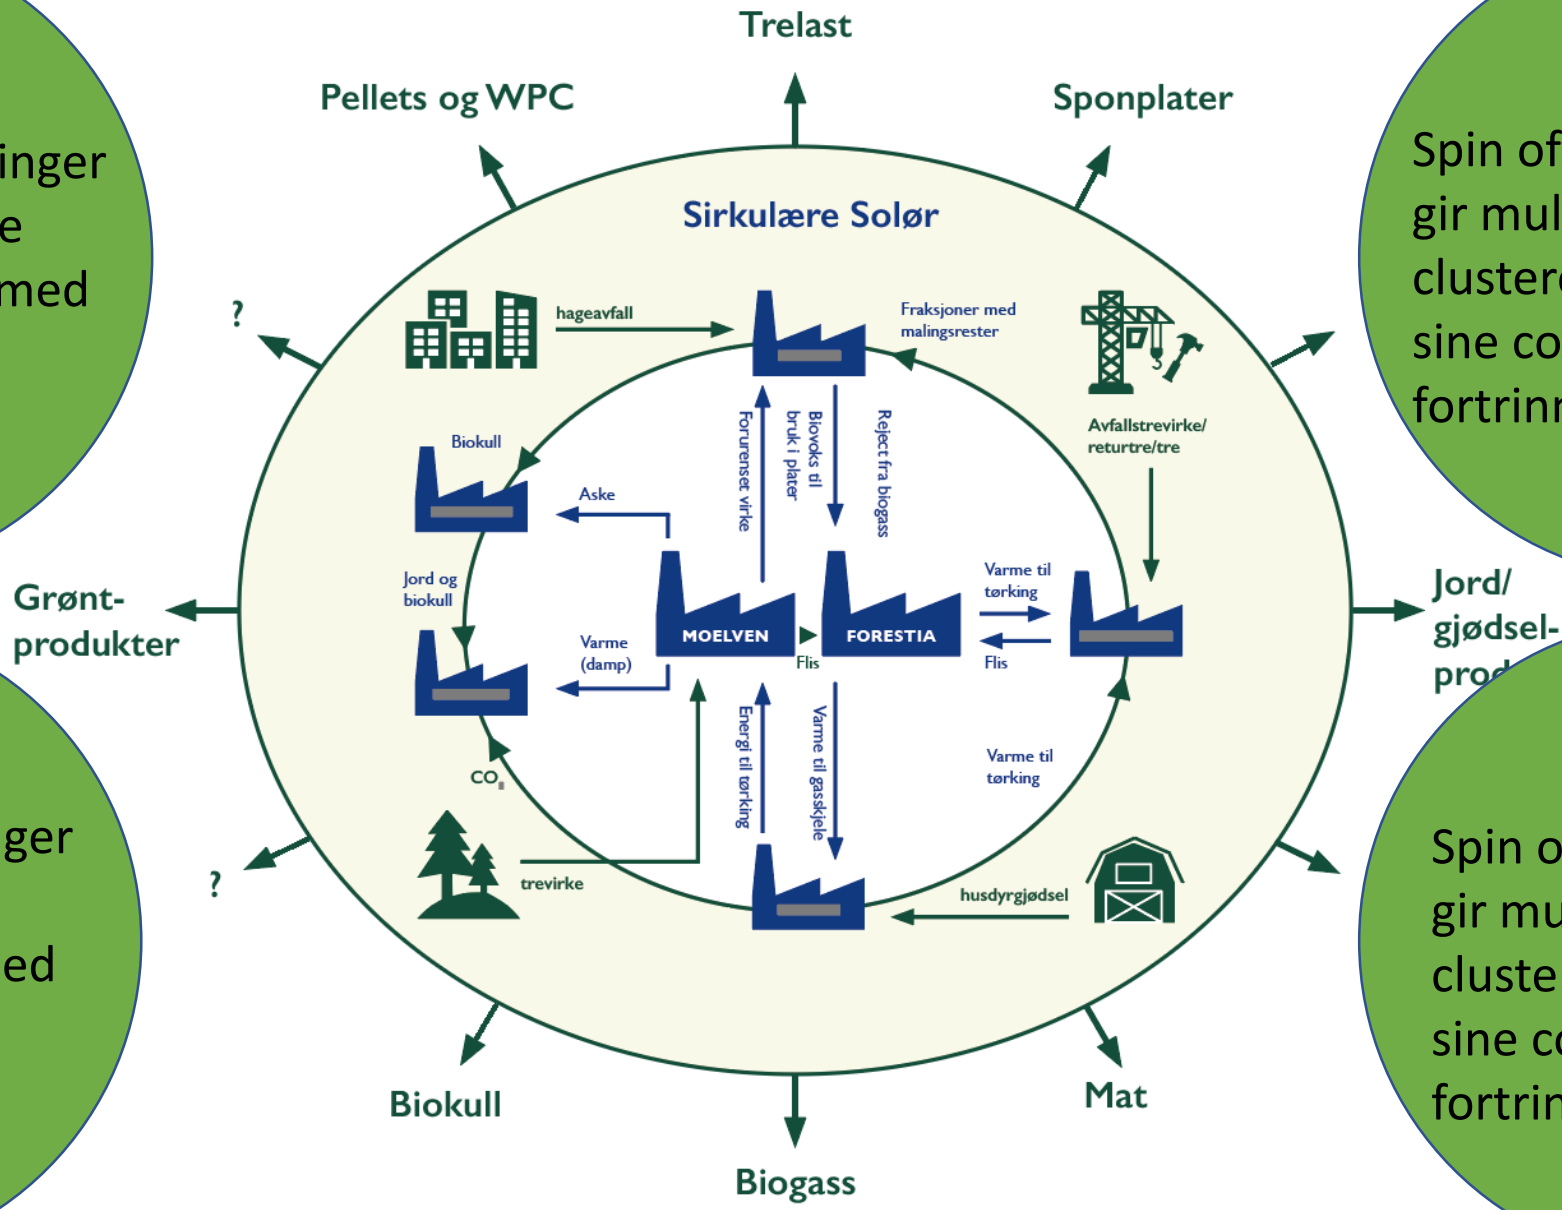 Trelast
Pellets og WPC
Sponplater
Sirkulære Solør
inger
e
med
Spin of
gir mul
cluster
sine co
fortrinn
?
hageavfall
Fraksjoner med
malingsrester
Avfallstrevirke/
returtre/tre
Biokull
Aske
Forurenset virke
Biovoks til
bruk i plater
Reject fra biogass
Jord og
biokull
Varme
(damp)
MOELVEN
Flis
FORESTIA
Varme til
tørking
Flis
Grønt-
produkter
Jord/
gjødsel-
prod
Energi til tørking
Varme til gasskjele
Varme til
tørking
CO
trevirke
husdyrgjødsel
?
ger
ed
Spin o
gir mu
cluste
sine co
fortrin
Biokull
Mat
Biogass